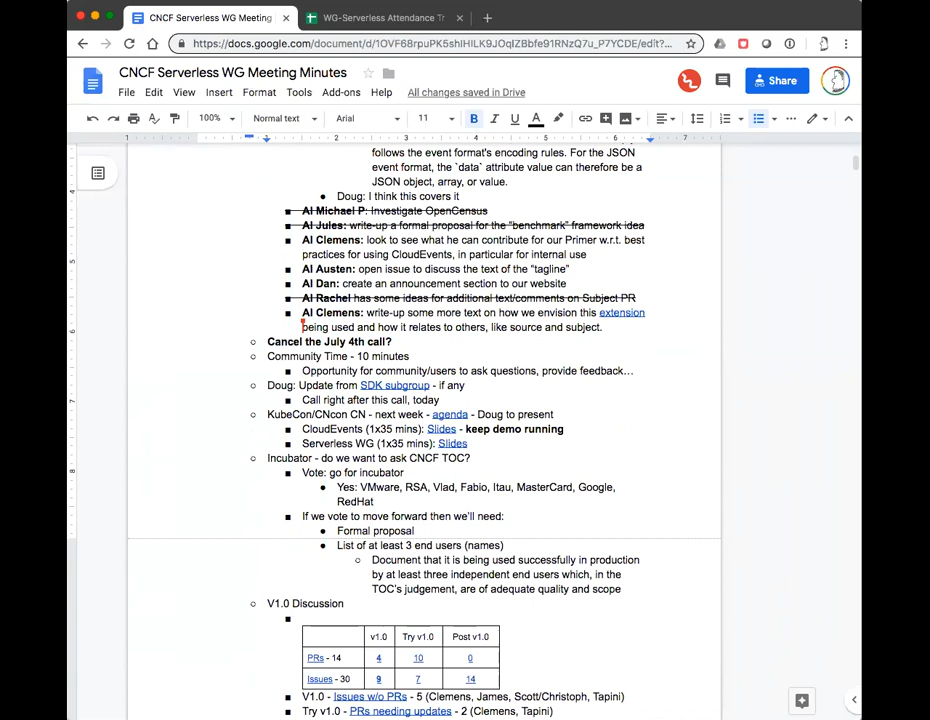 CNCF Serverless WG Meeting
WG-Serverless Attendance Tr
https://docs.google.com/document/d/1OVF68rpuPK5shIHILK9JOqIZBbfe91RNzQ7u_P7YCDE/edit?...
CNCF Serverless WG Meeting Minutes
File Edit View Insert Format Tools Add-ons Help All changes saved in Drive
Share
100% Normal text Arial 11 B I U A
1 1 2 3 4 5 6 7
follows the event format's encoding rules. For the JSON
event format, the `data` attribute value can therefore be a
JSON object, array, or value.
● Doug: I think this covers it
■ AI Michael P: Investigate OpenCensus
■ AI Jules: write-up a formal proposal for the "benchmark" framework idea
■ AI Clemens: look to see what he can contribute for our Primer w.r.t. best
practices for using CloudEvents, in particular for internal use
■ AI Austen: open issue to discuss the text of the "tagline"
■ AI Dan: create an announcement section to our website
■ AI Rachel has some ideas for additional text/comments on Subject PR
■ AI Clemens: write-up some more text on how we envision this extension
being used and how it relates to others, like source and subject.
○ Cancel the July 4th call?
○ Community Time - 10 minutes
■ Opportunity for community/users to ask questions, provide feedback…
○ Doug: Update from SDK subgroup - if any
■ Call right after this call, today
○ KubeCon/CNcon CN - next week - agenda - Doug to present
■ CloudEvents (1x35 mins): Slides - keep demo running
■ Serverless WG (1x35 mins): Slides
○ Incubator - do we want to ask CNCF TOC?
■ Vote: go for incubator
● Yes: VMware, RSA, Vlad, Fabio, Itau, MasterCard, Google,
RedHat
■ If we vote to move forward then we'll need:
● Formal proposal
● List of at least 3 end users (names)
○ Document that it is being used successfully in production
by at least three independent end users which, in the
TOC's judgement, are of adequate quality and scope
○ V1.0 Discussion
■
v1.0 Try v1.0 Post v1.0
PRs - 14 4 10 0
Issues - 30 9 7 14
■ V1.0 - Issues w/o PRs - 5 (Clemens, James, Scott/Christoph, Tapini)
■ Try v1.0 - PRs needing updates - 2 (Clemens, Tapini)